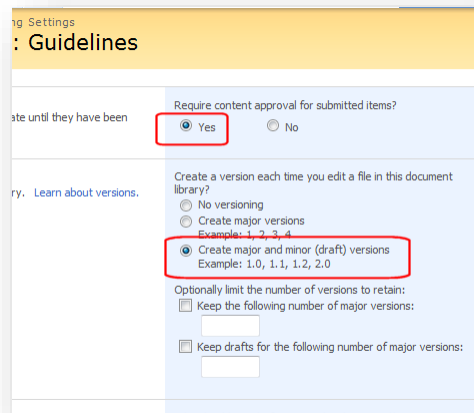 ng Settings
: Guidelines
Require content approval for submitted items?
ate until they have been
Yes No
Create a version each time you edit a file in this document
library?
ry. Learn about versions.
No versioning
Create major versions
Example: 1, 2, 3, 4
Create major and minor (draft) versions
Example: 1.0, 1.1, 1.2, 2.0
Optionally limit the number of versions to retain:
Keep the following number of major versions:
Keep drafts for the following number of major versions: